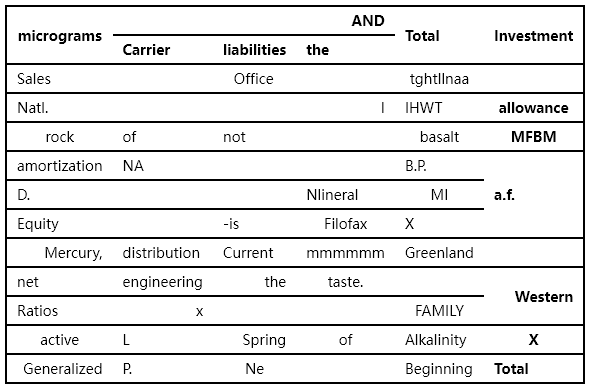 micrograms AND Total Investment
Carrier liabilities the
Sales Office tghtllnaa
Natl. l IHWT allowance
rock of not basalt MFBM
amortization NA B.P.
D. Nlineral MI a.f.
Equity -is Filofax X
Mercury, distribution Current mmmmmm Greenland
net engineering the taste.
Western
Ratios x FAMILY
active L Spring of Alkalinity X
Generalized P. Ne Beginning Total